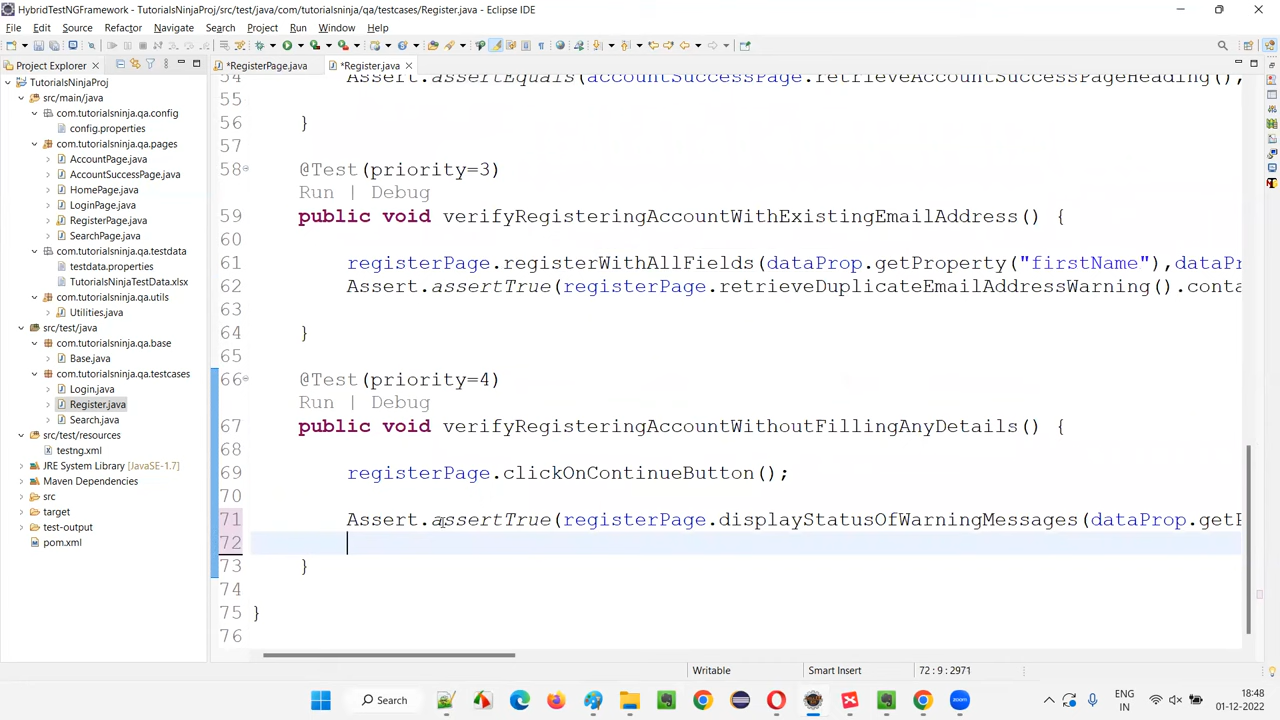 HybridTestNGFramework - TutorialsNinjaProj/src/test/java/com/tutorialsninja/qa/testcases/Register.java - Eclipse IDE
File Edit Source Refactor Navigate Search Project Run Window Help
Project Explorer
*RegisterPage.java
*Register.java
TutorialsNinjaProj
src/main/java
com.tutorialsninja.qa.config
config.properties
com.tutorialsninja.qa.pages
AccountPage.java
AccountSuccessPage.java
HomePage.java
LoginPage.java
RegisterPage.java
SearchPage.java
com.tutorialsninja.qa.testdata
testdata.properties
TutorialsNinjaTestData.xlsx
com.tutorialsninja.qa.utils
Utilities.java
src/test/java
com.tutorialsninja.qa.base
Base.java
com.tutorialsninja.qa.testcases
Login.java
Register.java
Search.java
src/test/resources
testng.xml
JRE System Library [JavaSE-1.7]
Maven Dependencies
src
target
test-output
pom.xml
54 Assert.assertEquals(accountSuccessPage.retrieveAccountSuccessPageHeading(),
55
56 }
57
58 @Test(priority=3)
Run | Debug
59 public void verifyRegisteringAccountWithExistingEmailAddress() {
60
61 registerPage.registerWithAllFields(dataProp.getProperty("firstName"),dataPr
62 Assert.assertTrue(registerPage.retrieveDuplicateEmailAddressWarning().conta
63
64 }
65
66 @Test(priority=4)
Run | Debug
67 public void verifyRegisteringAccountWithoutFillingAnyDetails() {
68
69 registerPage.clickOnContinueButton();
70
71 Assert.assertTrue(registerPage.displayStatusOfWarningMessages(dataProp.getP
72
73 }
74
75 }
76
Writable Smart Insert 72 : 9 : 2971
Search
ENG
IN
18:48
01-12-2022